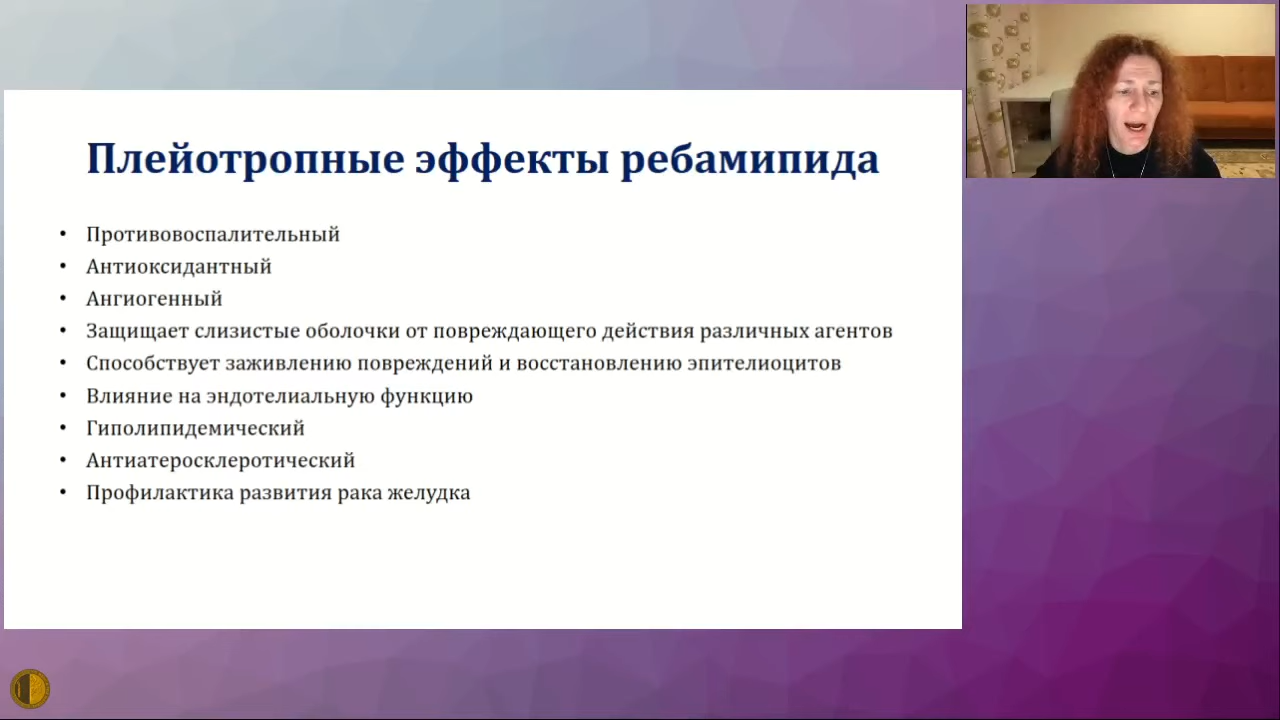 Плейотропные эффекты ребамипида
• Противовоспалительный
• Антиоксидантный
• Ангиогенный
• Защищает слизистые оболочки от повреждающего действия различных агентов
• Способствует заживлению повреждений и восстановлению эпителиоцитов
• Влияние на эндотелиальную функцию
• Гиполипидемический
• Антиатеросклеротический
• Профилактика развития рака желудка